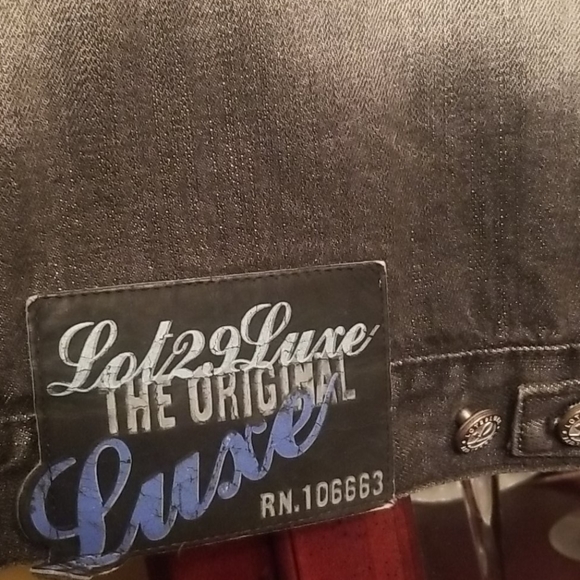 Lot29Luxe
THE ORIGINAL
Luxe
RN.106663